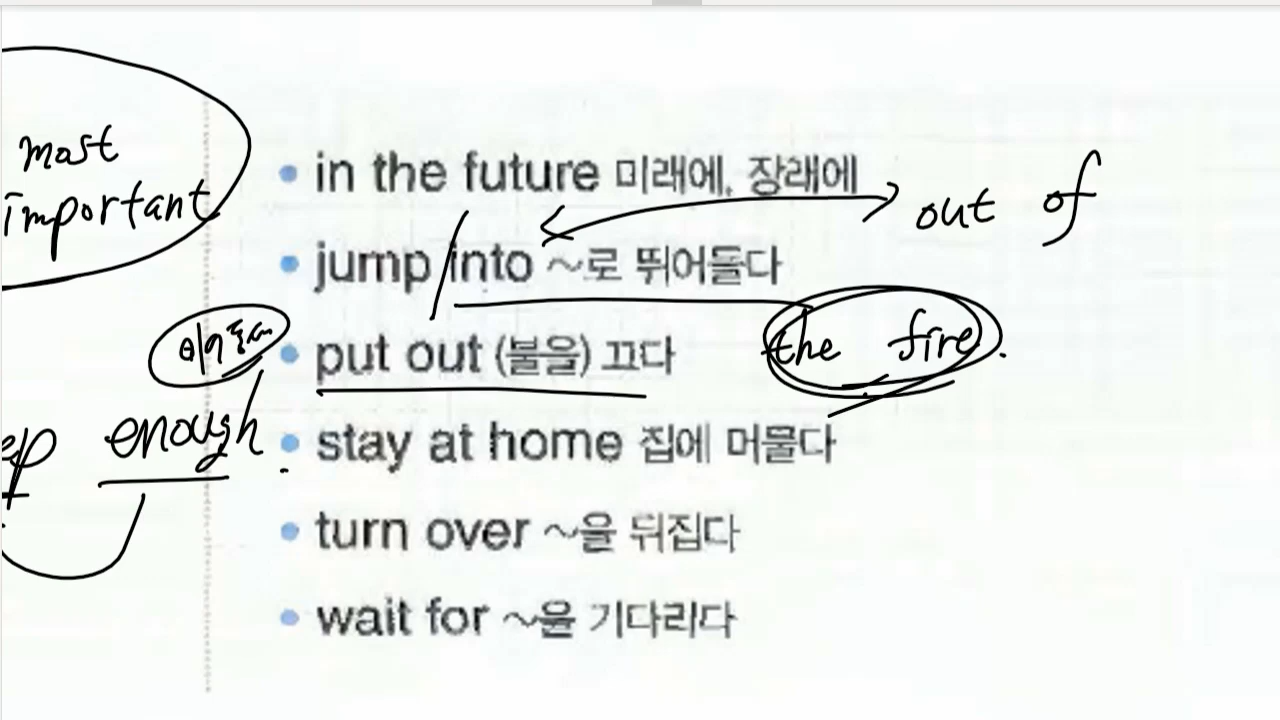 most
important
• in the future 미래에, 장래에
out of
• jump into ~로 뛰어들다
• put out (불을) 끄다
the fire.
enough.
• stay at home 집에 머물다
• turn over ~을 뒤집다
• wait for ~을 기다리다